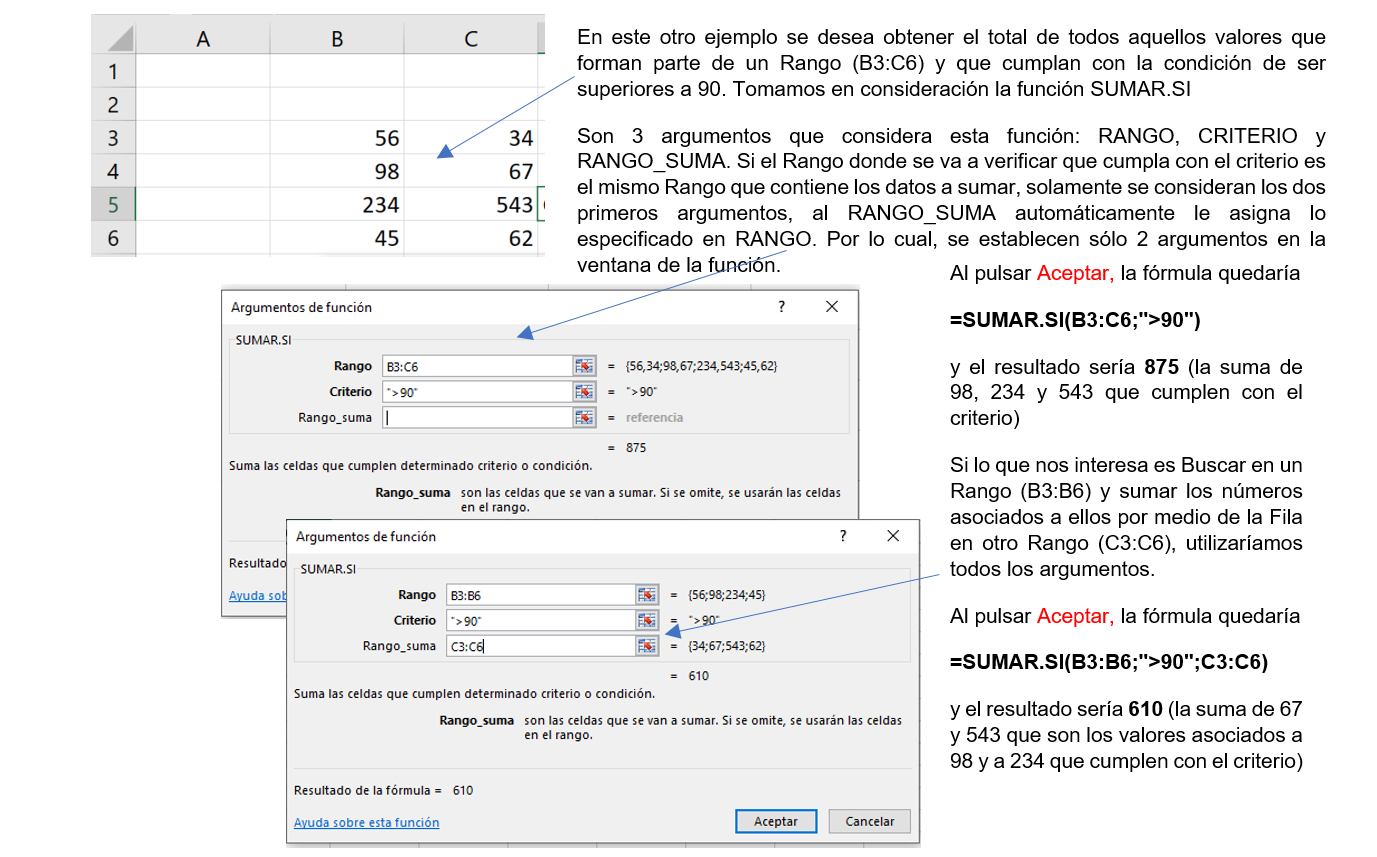 A B C
1
2
3 56 34
4 98 67
5 234 543
6 45 62
En este otro ejemplo se desea obtener el total de todos aquellos valores que
forman parte de un Rango (B3:C6) y que cumplan con la condición de ser
superiores a 90. Tomamos en consideración la función SUMAR.SI
Son 3 argumentos que considera esta función: RANGO, CRITERIO y
RANGO_SUMA. Si el Rango donde se va a verificar que cumpla con el criterio es
el mismo Rango que contiene los datos a sumar, solamente se consideran los dos
primeros argumentos, al RANGO_SUMA automáticamente le asigna lo
especificado en RANGO. Por lo cual, se establecen sólo 2 argumentos en la
ventana de la función.
Argumentos de función ?
SUMAR.SI
Rango B3:C6 = {56,34;98,67;234,543;45,62}
Criterio ">90" = ">90"
Rango_suma = referencia
= 875
Suma las celdas que cumplen determinado criterio o condición.
Rango_suma son las celdas que se van a sumar. Si se omite, se usarán las celdas
en el rango.
Resultado
Ayuda sob
Argumentos de función ?
SUMAR.SI
Rango B3:B6 = {56;98;234;45}
Criterio ">90" = ">90"
Rango_suma C3:C6 = {34;67;543;62}
= 610
Suma las celdas que cumplen determinado criterio o condición.
Rango_suma son las celdas que se van a sumar. Si se omite, se usarán las celdas
en el rango.
Resultado de la fórmula = 610
Ayuda sobre esta función
Aceptar Cancelar
Al pulsar Aceptar, la fórmula quedaría
=SUMAR.SI(B3:C6;">90")
y el resultado sería 875 (la suma de
98, 234 y 543 que cumplen con el
criterio)
Si lo que nos interesa es Buscar en un
Rango (B3:B6) y sumar los números
asociados a ellos por medio de la Fila
en otro Rango (C3:C6), utilizaríamos
todos los argumentos.
Al pulsar Aceptar, la fórmula quedaría
=SUMAR.SI(B3:B6;">90";C3:C6)
y el resultado sería 610 (la suma de 67
y 543 que son los valores asociados a
98 y a 234 que cumplen con el criterio)